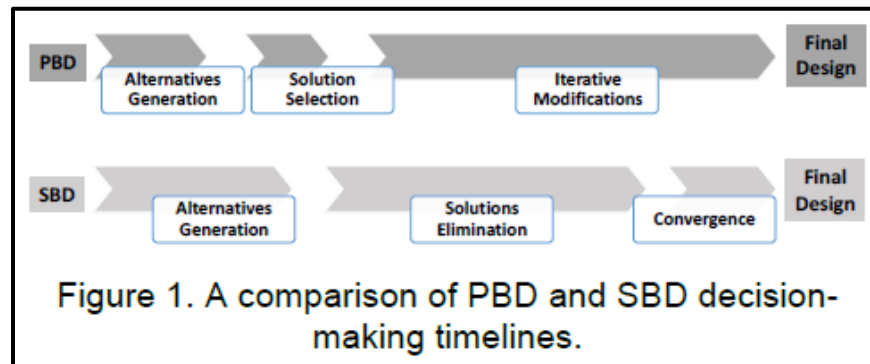 PBD
Alternatives
Generation
Solution
Selection
Iterative
Modifications
Final
Design
SBD
Alternatives
Generation
Solutions
Elimination
Convergence
Final
Design
Figure 1. A comparison of PBD and SBD decision-
making timelines.